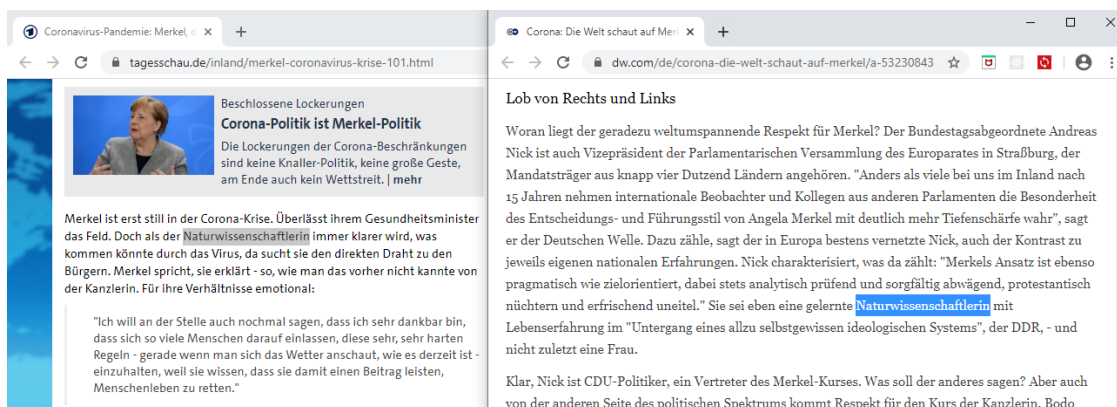 Coronavirus-Pandemie: Merkel, d
tagesschau.de/inland/merkel-coronavirus-krise-101.html
Beschlossene Lockerungen
Corona-Politik ist Merkel-Politik
Die Lockerungen der Corona-Beschränkungen
sind keine Knaller-Politik, keine große Geste,
am Ende auch kein Wettstreit. | mehr
Merkel ist erst still in der Corona-Krise. Überlässt ihrem Gesundheitsminister
das Feld. Doch als der Naturwissenschaftlerin immer klarer wird, was
kommen könnte durch das Virus, da sucht sie den direkten Draht zu den
Bürgern. Merkel spricht, sie erklärt - so, wie man das vorher nicht kannte von
der Kanzlerin. Für ihre Verhältnisse emotional:
"Ich will an der Stelle auch nochmal sagen, dass ich sehr dankbar bin,
dass sich so viele Menschen darauf einlassen, diese sehr, sehr harten
Regeln - gerade wenn man sich das Wetter anschaut, wie es derzeit ist -
einzuhalten, weil sie wissen, dass sie damit einen Beitrag leisten,
Menschenleben zu retten."
Corona: Die Welt schaut auf Mer
dw.com/de/corona-die-welt-schaut-auf-merkel/a-53230843
Lob von Rechts und Links
Woran liegt der geradezu weltumspannende Respekt für Merkel? Der Bundestagsabgeordnete Andreas
Nick ist auch Vizepräsident der Parlamentarischen Versammlung des Europarates in Straßburg, der
Mandatsträger aus knapp vier Dutzend Ländern angehören. "Anders als viele bei uns im Inland nach
15 Jahren nehmen internationale Beobachter und Kollegen aus anderen Parlamenten die Besonderheit
des Entscheidungs- und Führungsstil von Angela Merkel mit deutlich mehr Tiefenschärfe wahr", sagt
er der Deutschen Welle. Dazu zähle, sagt der in Europa bestens vernetzte Nick, auch der Kontrast zu
jeweils eigenen nationalen Erfahrungen. Nick charakterisiert, was da zählt: "Merkels Ansatz ist ebenso
pragmatisch wie zielorientiert, dabei stets analytisch prüfend und sorgfältig abwägend, protestantisch
nüchtern und erfrischend uneitel." Sie sei eben eine gelernte Naturwissenschaftlerin mit
Lebenserfahrung im "Untergang eines allzu selbstgewissen ideologischen Systems", der DDR, - und
nicht zuletzt eine Frau.
Klar, Nick ist CDU-Politiker, ein Vertreter des Merkel-Kurses. Was soll der anderes sagen? Aber auch
von der anderen Seite des politischen Spektrums kommt Respekt für den Kurs der Kanzlerin. Bodo